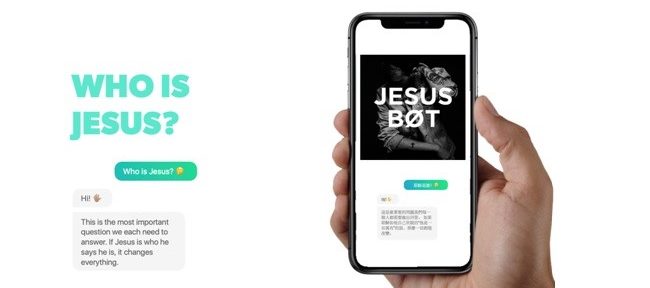 WHO IS
JESUS?
Who is Jesus? 🤔
Hi! 🖐🏽
This is the most important
question we each need to
answer. If Jesus is who he
says he is, it changes
everything.
JESUS
BØT